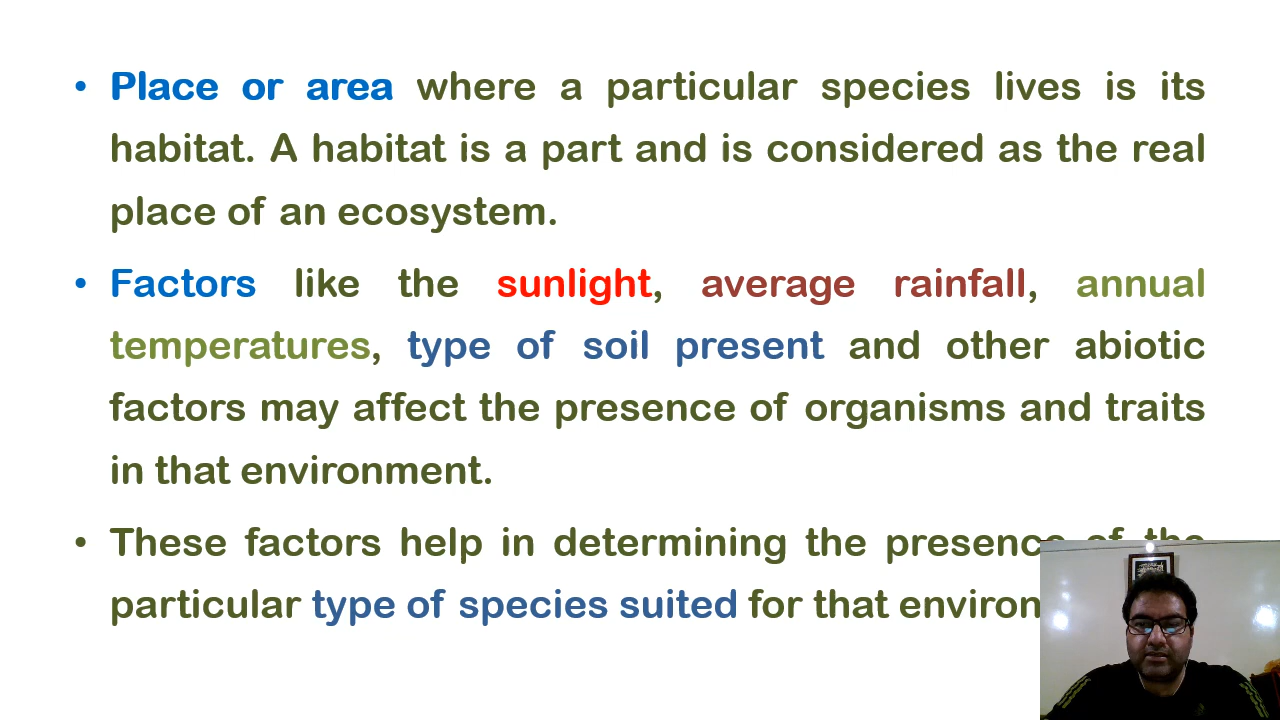 • Place or area where a particular species lives is its
habitat. A habitat is a part and is considered as the real
place of an ecosystem.
• Factors like the sunlight, average rainfall, annual
temperatures, type of soil present and other abiotic
factors may affect the presence of organisms and traits
in that environment.
• These factors help in determining the presence of the
particular type of species suited for that environ